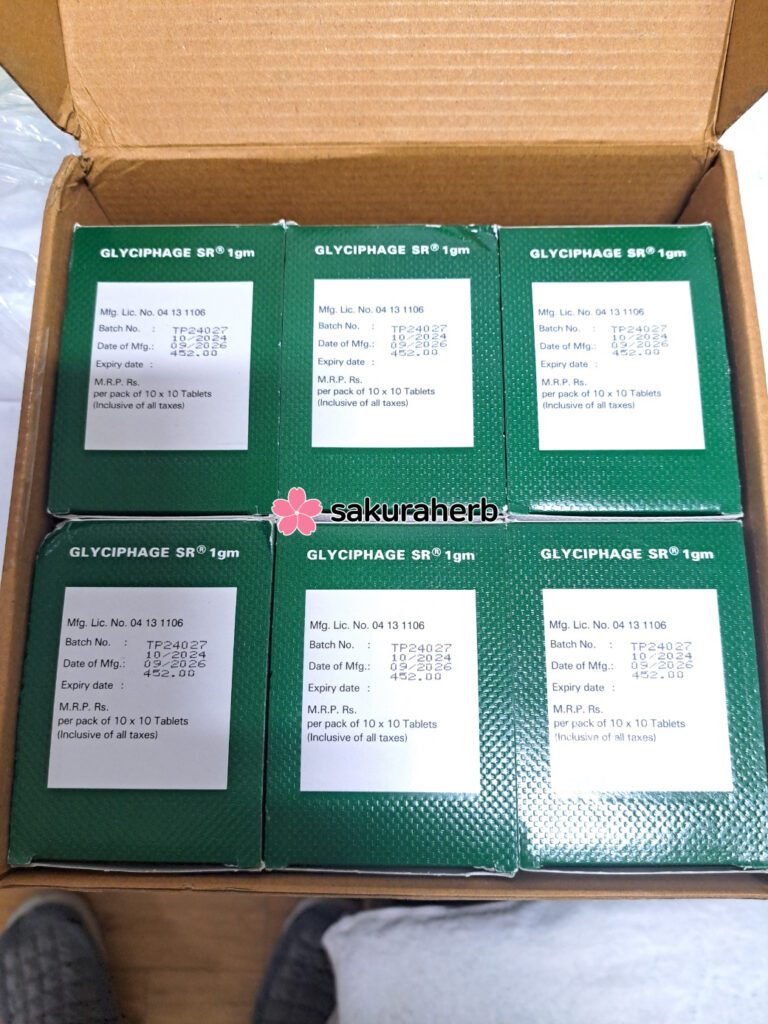 GLYCIPHAGE SR® 1gm
Mfg. Lic. No. 04 13 1106
Batch No. : TP24027
10/2024
Date of Mfg.: 09/2026
452.00
Expiry date :
M.R.P. Rs.
per pack of 10 x 10 Tablets
(Inclusive of all taxes)
GLYCIPHAGE SR® 1gm
Mfg. Lic. No. 04 13 1106
Batch No. : TP24027
10/2024
Date of Mfg.: 09/2026
452.00
Expiry date :
M.R.P. Rs.
per pack of 10 x 10 Tablets
(Inclusive of all taxes)
GLYCIPHAGE SR® 1gm
Mfg. Lic. No. 04 13 1106
Batch No. : TP24027
10/2024
Date of Mfg.: 09/2026
452.00
Expiry date :
M.R.P. Rs.
per pack of 10 x 10 Tablets
(Inclusive of all taxes)
sakuraherb
GLYCIPHAGE SR® 1gm
Mfg. Lic. No. 04 13 1106
Batch No. : TP24027
10/2024
Date of Mfg.: 09/2026
452.00
Expiry date :
M.R.P. Rs.
per pack of 10 x 10 Tablets
(Inclusive of all taxes)
GLYCIPHAGE SR® 1gm
Mfg. Lic. No. 04 13 1106
Batch No. : TP24027
10/2024
Date of Mfg.: 09/2026
452.00
Expiry date :
M.R.P. Rs.
per pack of 10 x 10 Tablets
(Inclusive of all taxes)
GLYCIPHAGE SR® 1gm
Mfg. Lic. No. 04 13 1106
Batch No. : TP24027
10/2024
Date of Mfg.: 09/2026
452.00
Expiry date :
M.R.P. Rs.
per pack of 10 x 10 Tablets
(Inclusive of all taxes)